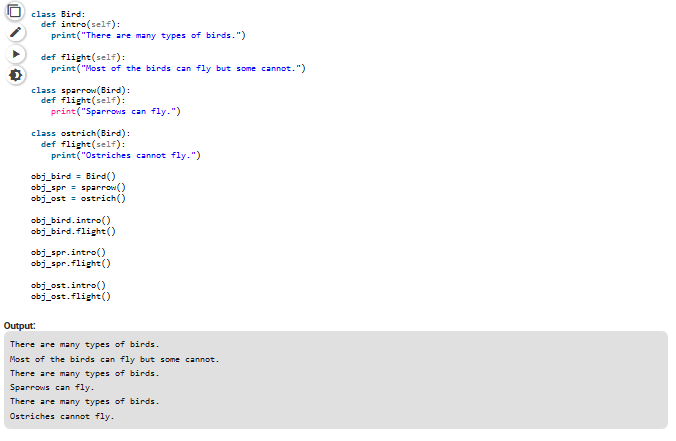 class Bird:
  def intro(self):
    print("There are many types of birds.")

  def flight(self):
    print("Most of the birds can fly but some cannot.")

class sparrow(Bird):
  def flight(self):
    print("Sparrows can fly.")

class ostrich(Bird):
  def flight(self):
    print("Ostriches cannot fly.")

obj_bird = Bird()
obj_spr = sparrow()
obj_ost = ostrich()

obj_bird.intro()
obj_bird.flight()

obj_spr.intro()
obj_spr.flight()

obj_ost.intro()
obj_ost.flight()

Output:
There are many types of birds.
Most of the birds can fly but some cannot.
There are many types of birds.
Sparrows can fly.
There are many types of birds.
Ostriches cannot fly.